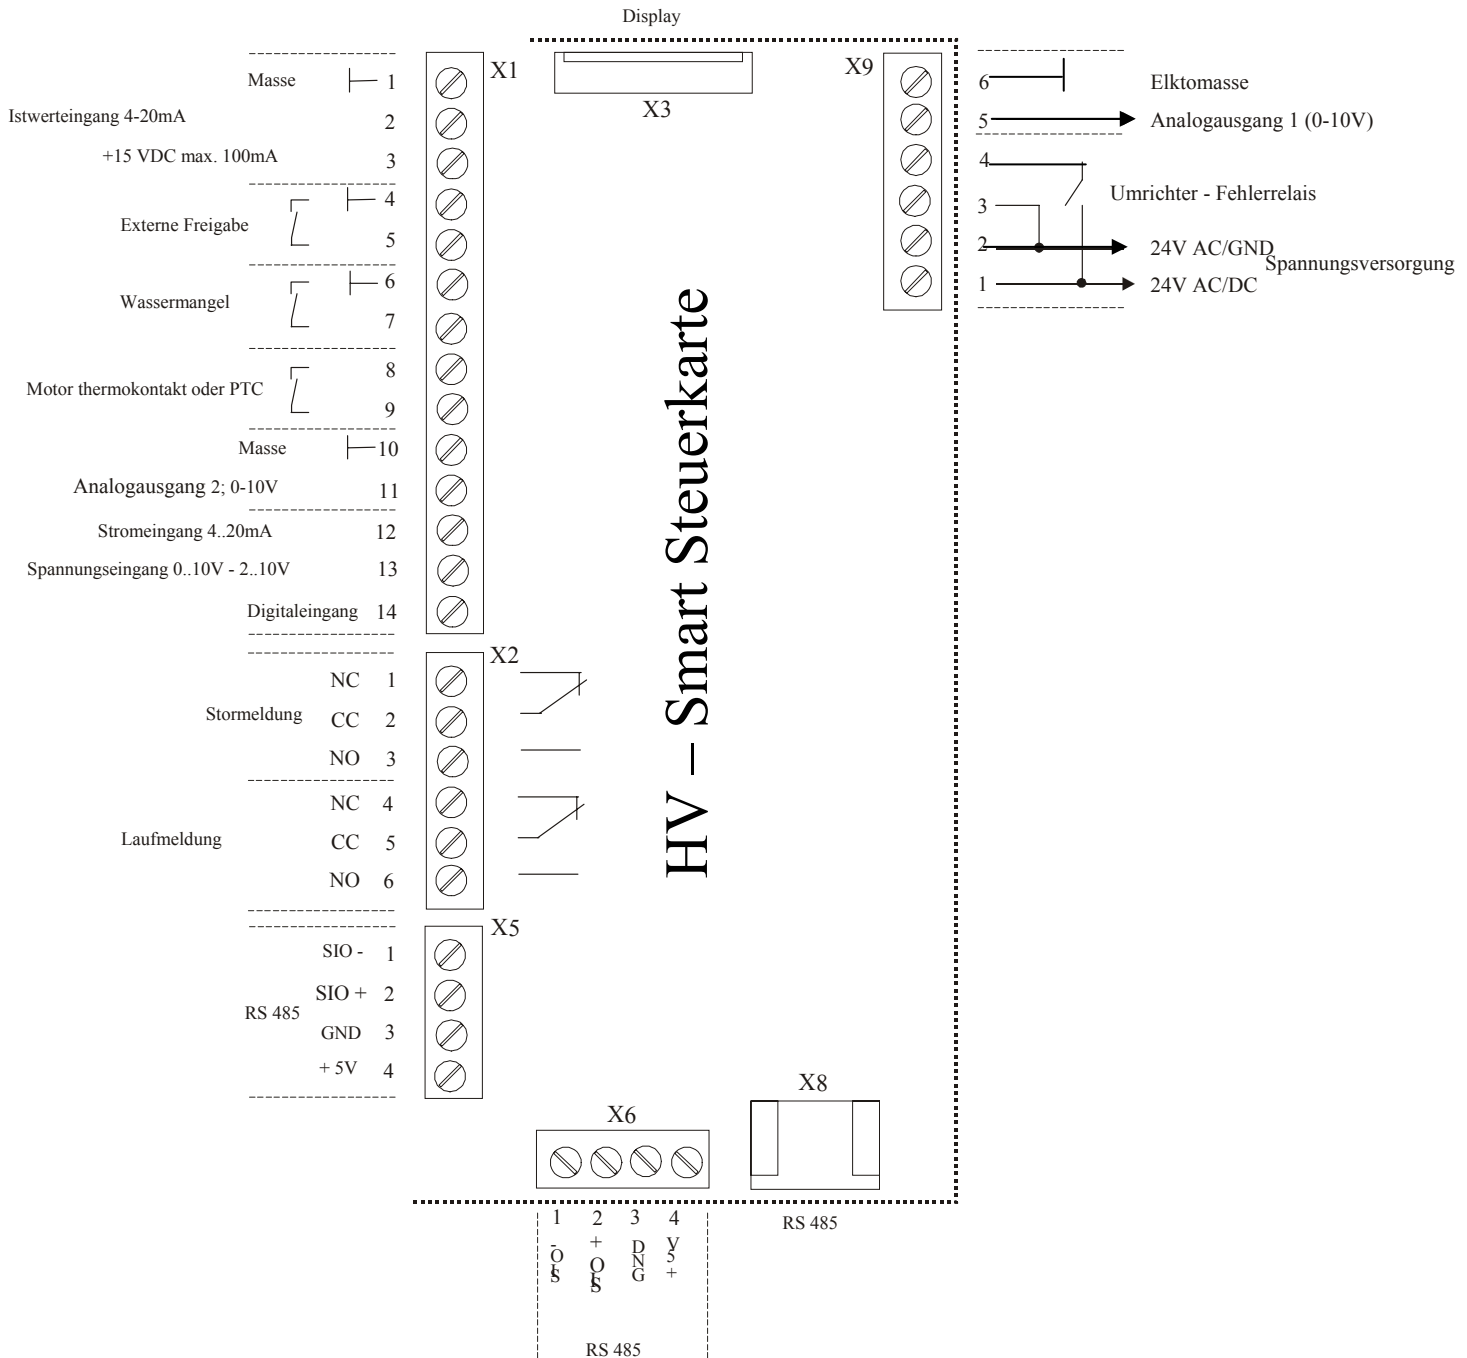 Display
X1
X3
X9
Masse 1
Istwerteingang 4-20mA 2
+15 VDC max. 100mA 3
4
Externe Freigabe
5
6
Wassermangel
7
8
Motor thermokontakt oder PTC
9
Masse 10
Analogausgang 2; 0-10V 11
Stromeingang 4..20mA 12
Spannungseingang 0..10V - 2..10V 13
Digitaleingang 14
6 Elktomasse
5 Analogausgang 1 (0-10V)
4
Umrichter - Fehlerrelais
3
2 24V AC/GND
Spannungsversorgung
1 24V AC/DC
HV – Smart Steuerkarte
X2
NC 1
Stormeldung
CC 2
NO 3
NC 4
Laufmeldung
CC 5
NO 6
X5
SIO - 1
SIO + 2
RS 485
GND 3
+ 5V 4
X6
X8
1 2 3 4
SIO -
SIO +
GND
+5V
RS 485
RS 485